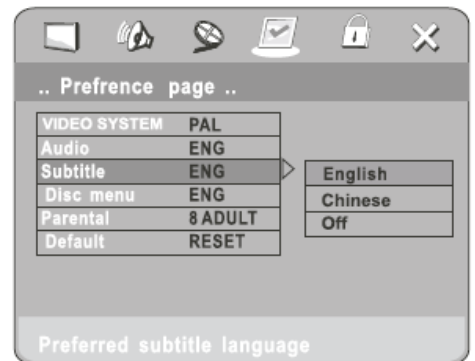 .. Prefrence page ..
VIDEO SYSTEM PAL
Audio ENG
Subtitle ENG
Disc menu ENG
Parental 8 ADULT
Default RESET
English
Chinese
Off
Preferred subtitle language